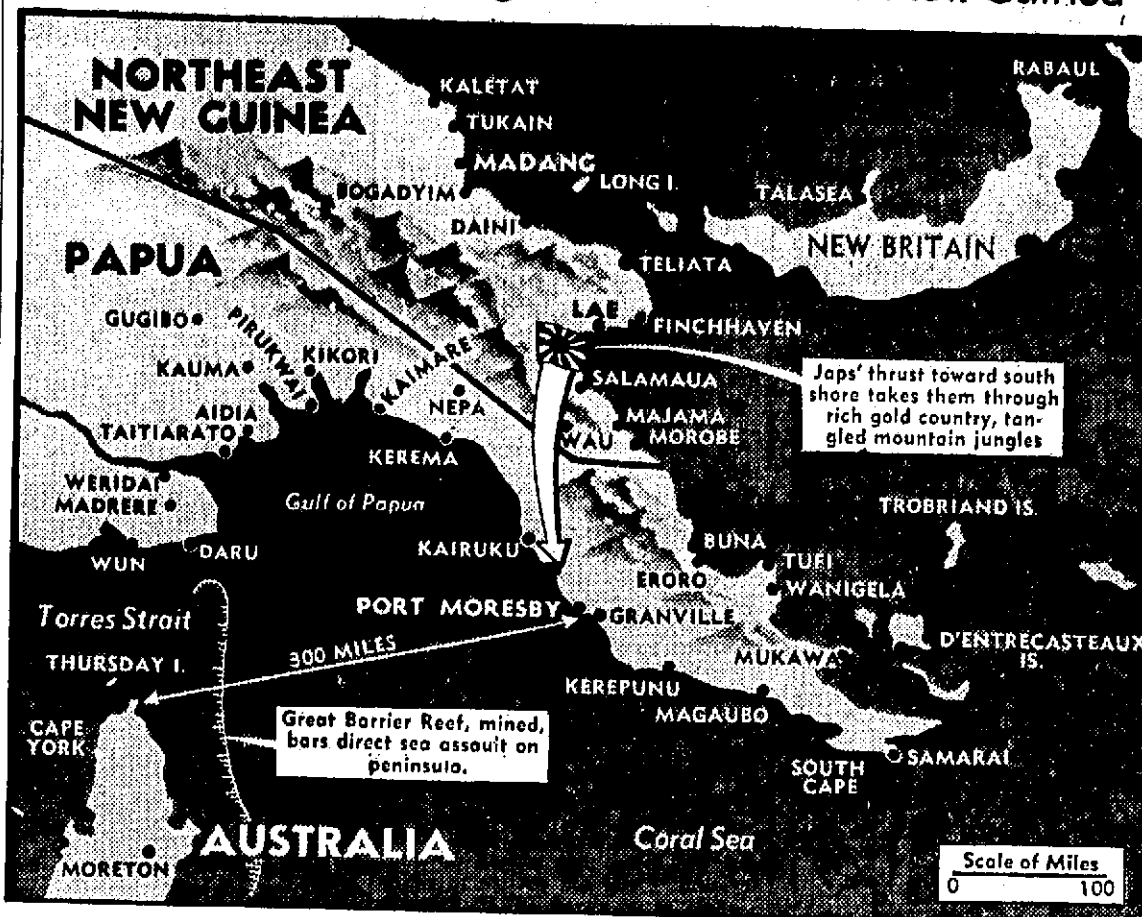 Guinea
NORTHEAST
NEW GUINEA
KALETAT
TUKAIN
MADANG
BOGADYIM
LONG I.
DAINI
RABAUL
TALASEA
NEW BRITAIN
TELIATA
PAPUA
LAE
FINCHHAVEN
GUGIBO
PIRUKWAI
KIKORI
KAIMARE
KAUMA
NEPA
SALAMAUA
Japs' thrust toward south
shore takes them through
rich gold country, tan-
gled mountain jungles
AIDIA
TAITIARATO
KEREMA
WAU
MAJAMA
MOROBE
WERIDAI
MADRERE
Gulf of Papua
TROBRIAND IS.
WUN
DARU
KAIRUKU
BUNA
TUFI
ERORO
WANIGELA
Torres Strait
PORT MORESBY
GRANVILLE
300 MILES
THURSDAY I.
MUKAWA
D'ENTRECASTEAUX
IS.
KEREPUNU
MAGAUBO
CAPE
YORK
Great Barrier Reef, mined,
bars direct sea assault on
peninsula.
SOUTH
CAPE
SAMARAI
AUSTRALIA
MORETON
Coral Sea
Scale of Miles
0 100